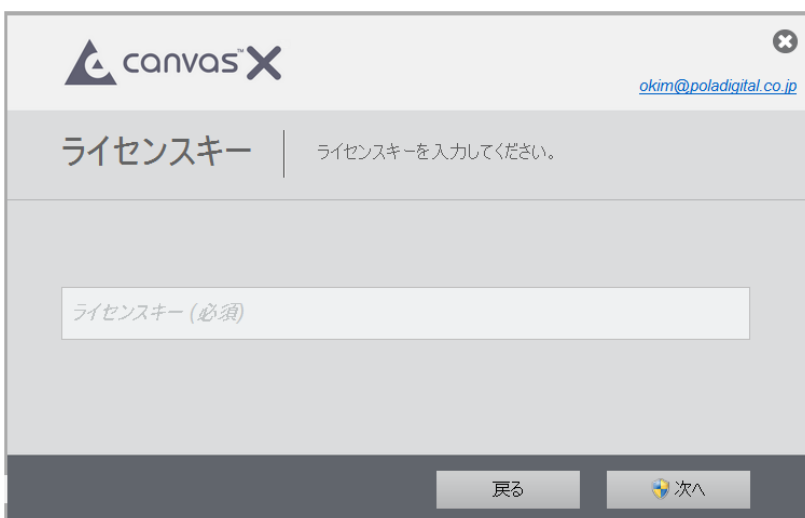 canvas™ X
okim@poladigital.co.jp
ライセンスキー
ライセンスキーを入力してください。
ライセンスキー (必須)
戻る
次へ